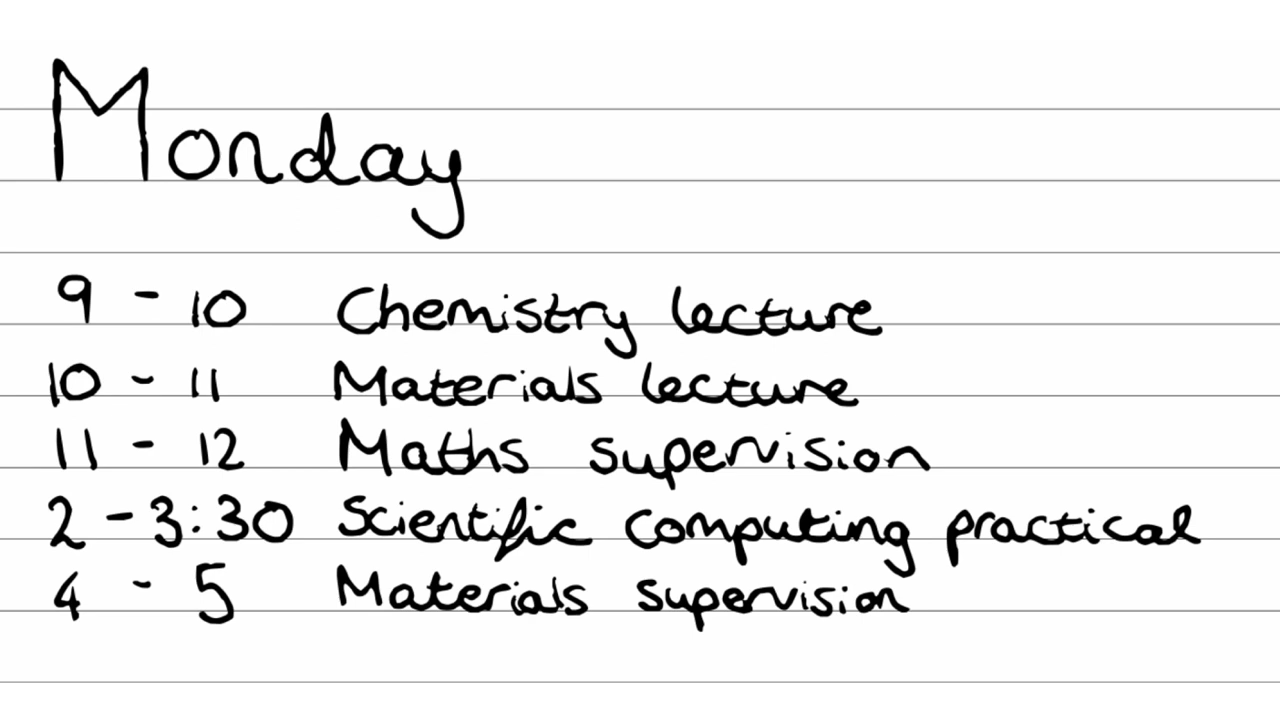 Monday
9 - 10 Chemistry lecture
10 - 11 Materials lecture
11 - 12 Maths supervision
2 - 3:30 Scientific computing practical
4 - 5 Materials supervision